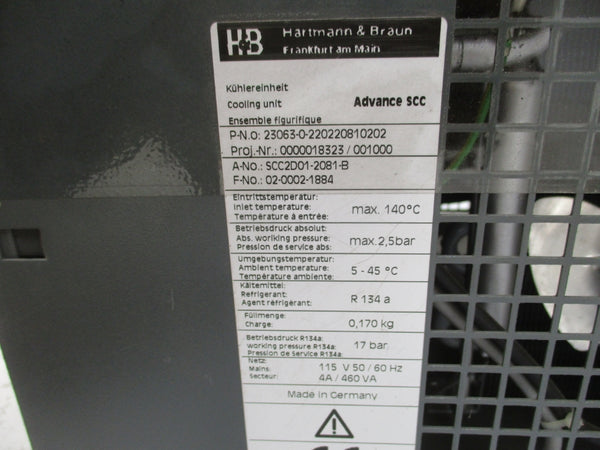 H&B Hartmann & Braun
Frankfurt am Main
Kühlereinheit
Cooling unit Advance SCC
Ensemble figurifique
P-N.o: 23063-0-220220810202
Proj.-Nr.: 0000018323 / 001000
A-No.: SCC2D01-2081-B
F-No.: 02-0002-1884
Eintrittstemperatur:
Inlet temperature: max. 140°C
Température à entrée:
Betriebsdruck absolut:
Abs. working pressure: max.2,5bar
Pression de service abs:
Umgebungstemperatur:
Ambient temperatur: 5 - 45 °C
Température ambiente:
Kältemittel:
Refrigerant: R 134 a
Agent réfrigérant:
Füllmenge:
Charge: 0,170 kg
Betriebsdruck R134a:
working pressure R134a: 17 bar
Pression de Service R134a:
Netz:
Mains: 115 V 50 / 60 Hz
Secteur: 4A / 460 VA
Made in Germany